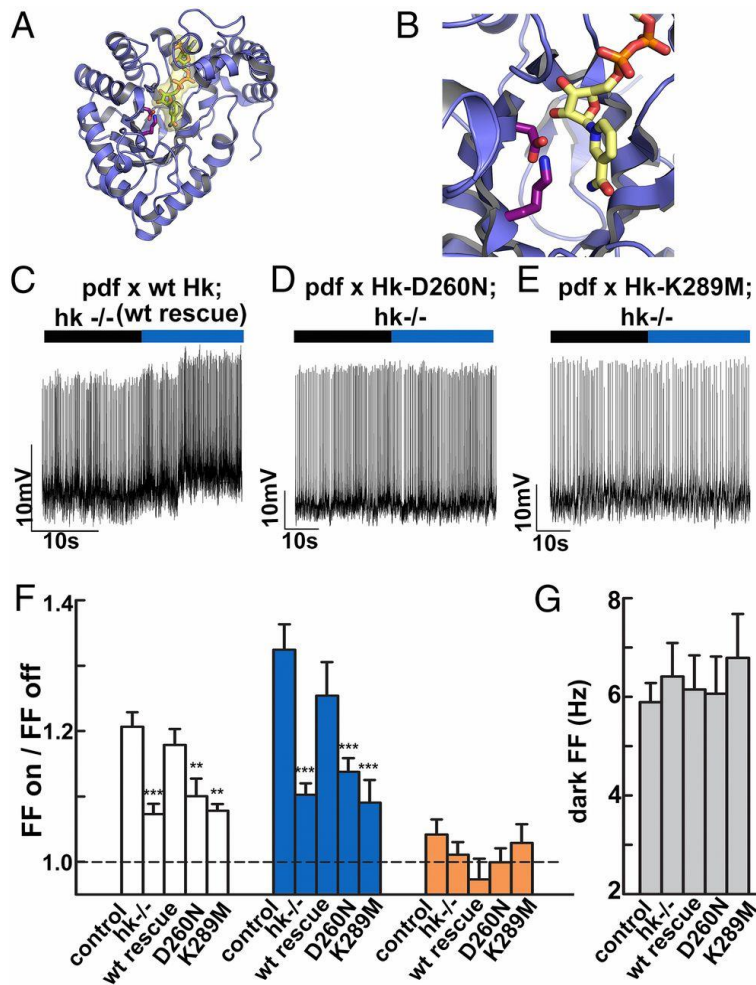 A
B
C
pdf x wt Hk;
hk -/- (wt rescue)
D
pdf x Hk-D260N;
hk-/-
E
pdf x Hk-K289M;
hk-/-
10mV
10s
10mV
10s
10mV
10s
F
1.4
1.2
1.0
FF on / FF off
***
**
**
***
***
***
control
hk-/-
wt rescue
D260N
K289M
control
hk-/-
wt rescue
D260N
K289M
control
hk-/-
wt rescue
D260N
K289M
G
8
6
4
2
dark FF (Hz)
control
hk-/-
wt rescue
D260N
K289M